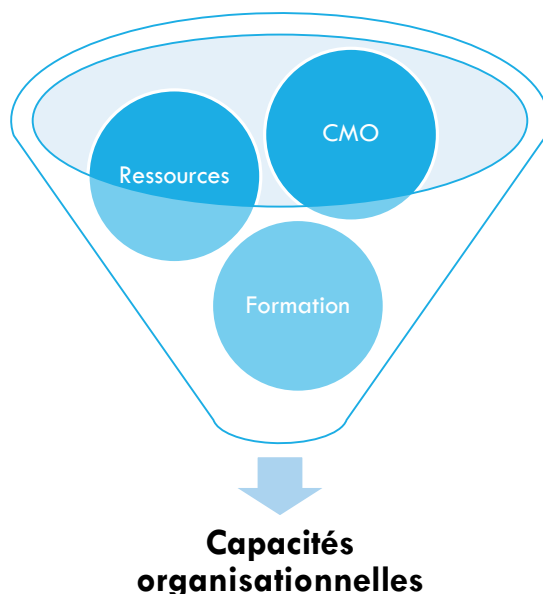 CMO
Ressources
Formation
Capacités
organisationnelles